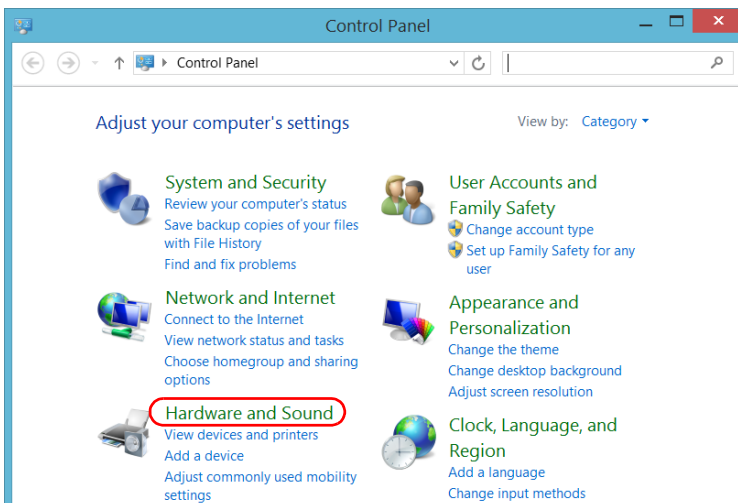 Control Panel
Control Panel
Adjust your computer's settings
View by: Category
System and Security
Review your computer's status
Save backup copies of your files
with File History
Find and fix problems
Network and Internet
Connect to the Internet
View network status and tasks
Choose homegroup and sharing
options
Hardware and Sound
View devices and printers
Add a device
Adjust commonly used mobility
settings
User Accounts and
Family Safety
Change account type
Set up Family Safety for any
user
Appearance and
Personalization
Change the theme
Change desktop background
Adjust screen resolution
Clock, Language, and
Region
Add a language
Change input methods